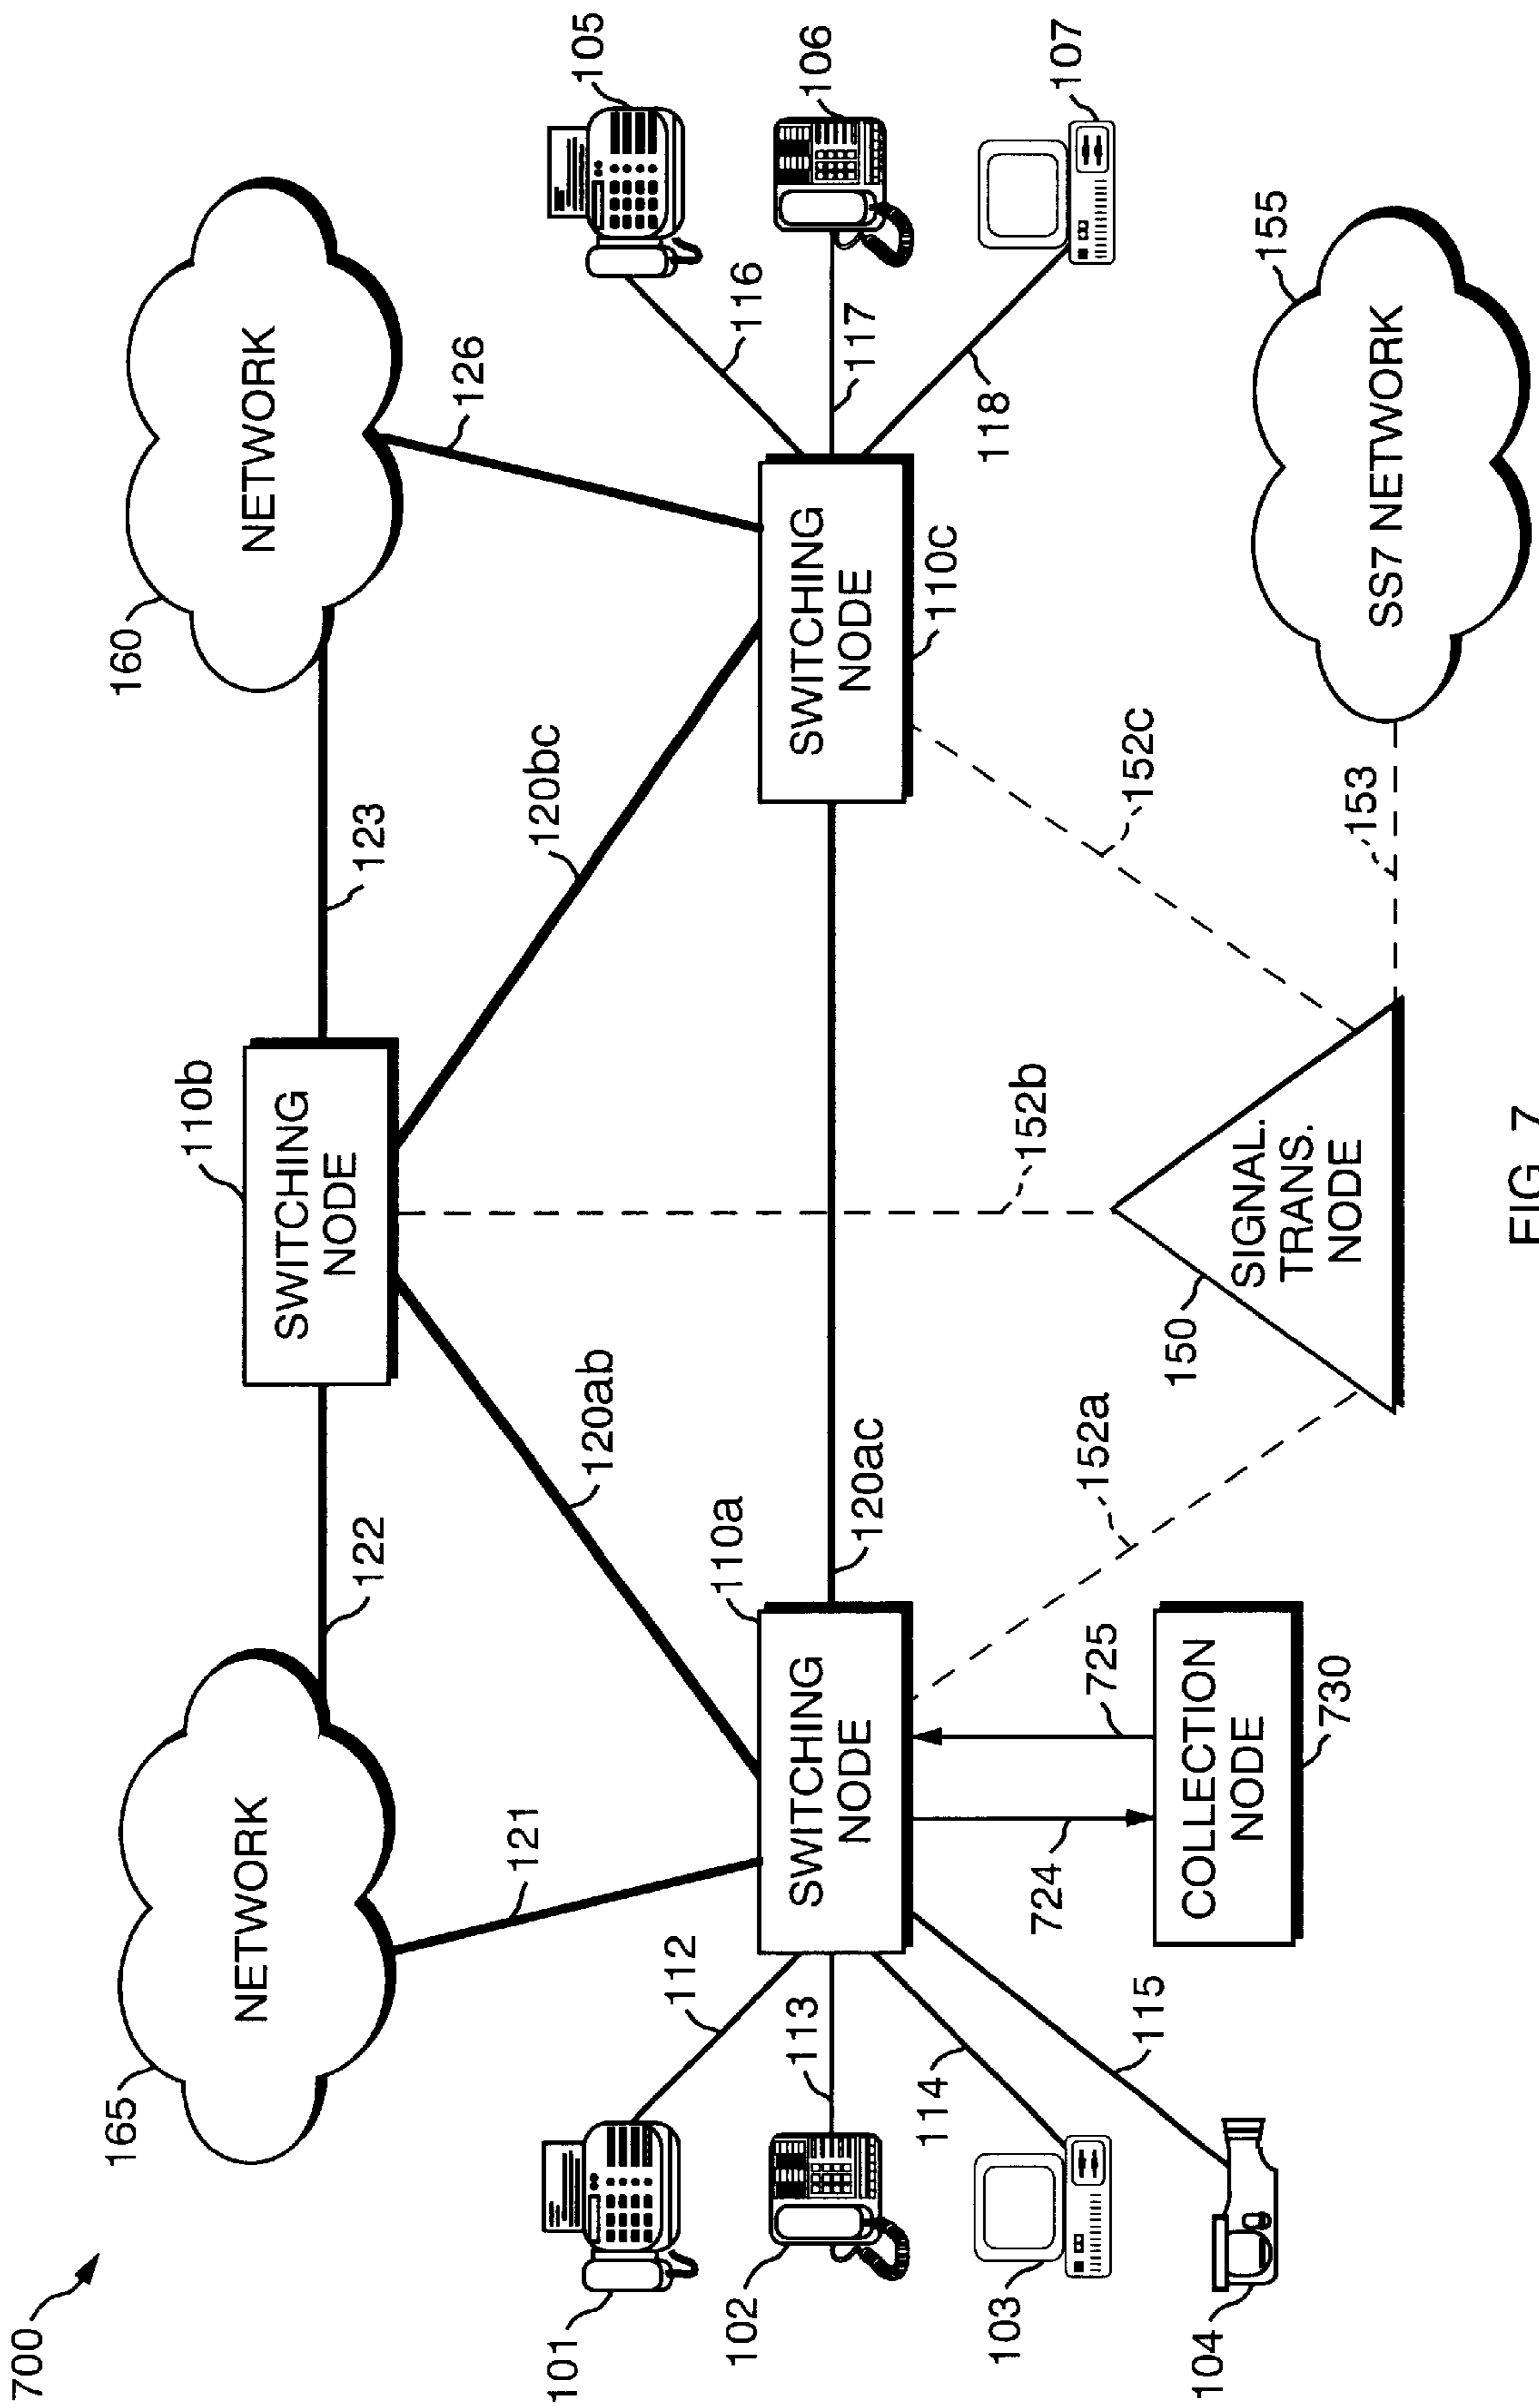 700
165
NETWORK
122
110b
SWITCHING
NODE
123
160
NETWORK
121
120ab
120bc
126
101
112
105
116
102
113
110a
SWITCHING
NODE
120ac
SWITCHING
NODE
110c
117
106
103
114
118
107
104
115
724
725
COLLECTION
NODE
730
152a
152b
152c
150
SIGNAL.
TRANS.
NODE
153
155
SS7 NETWORK
FIG. 7